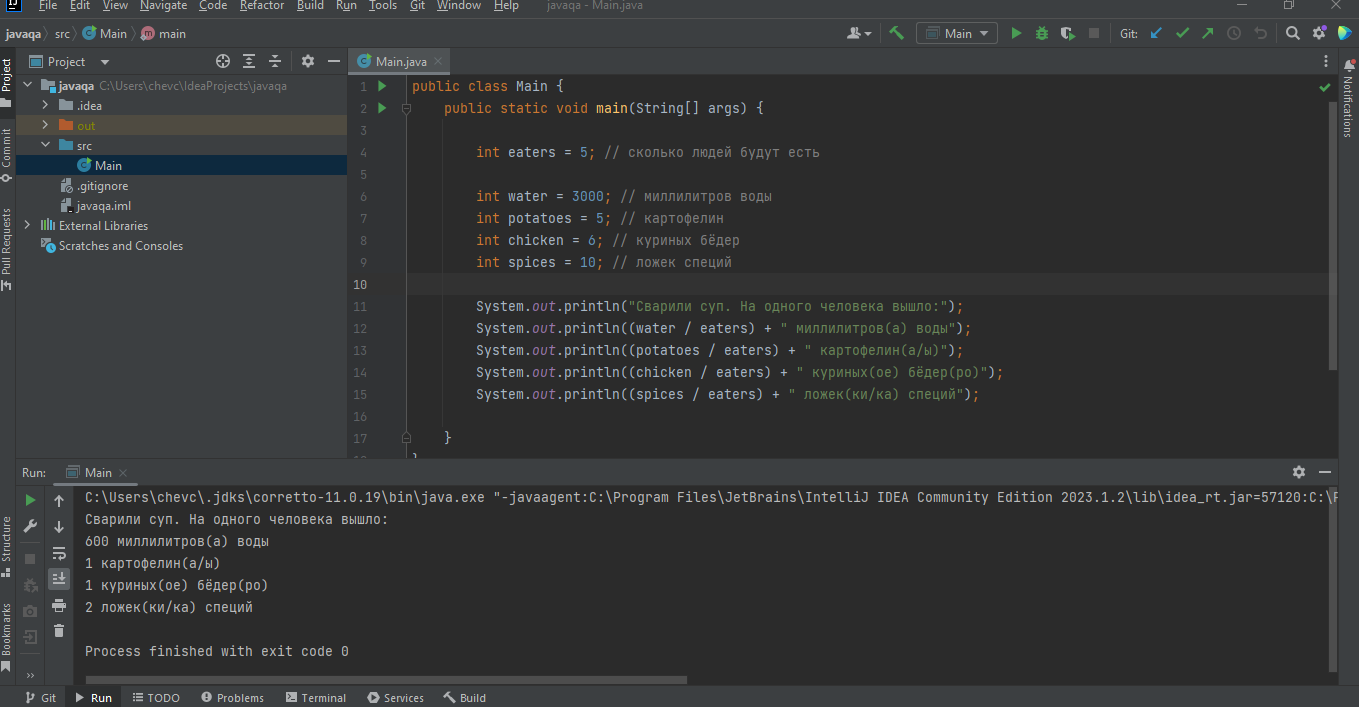 File Edit View Navigate Code Refactor Build Run Tools Git Window Help javaqa - Main.java
javaqa src Main main Main Git:
Project Main.java
Project
Commit
Pull Requests
Structure
Bookmarks
Notifications
javaqa C:\Users\chevc\IdeaProjects\javaqa
.idea
out
src
Main
.gitignore
javaqa.iml
External Libraries
Scratches and Consoles
1 public class Main {
2 public static void main(String[] args) {
3
4 int eaters = 5; // сколько людей будут есть
5
6 int water = 3000; // миллилитров воды
7 int potatoes = 5; // картофелин
8 int chicken = 6; // куриных бёдер
9 int spices = 10; // ложек специй
10
11 System.out.println("Сварили суп. На одного человека вышло:");
12 System.out.println((water / eaters) + " миллилитров(а) воды");
13 System.out.println((potatoes / eaters) + " картофелин(а/ы)");
14 System.out.println((chicken / eaters) + " куриных(ое) бёдер(ро)");
15 System.out.println((spices / eaters) + " ложек(ки/ка) специй");
16
17 }
Run: Main
C:\Users\chevc\.jdks\corretto-11.0.19\bin\java.exe "-javaagent:C:\Program Files\JetBrains\IntelliJ IDEA Community Edition 2023.1.2\lib\idea_rt.jar=57120:C:\
Сварили суп. На одного человека вышло:
600 миллилитров(а) воды
1 картофелин(а/ы)
1 куриных(ое) бёдер(ро)
2 ложек(ки/ка) специй
Process finished with exit code 0
Git Run TODO Problems Terminal Services Build